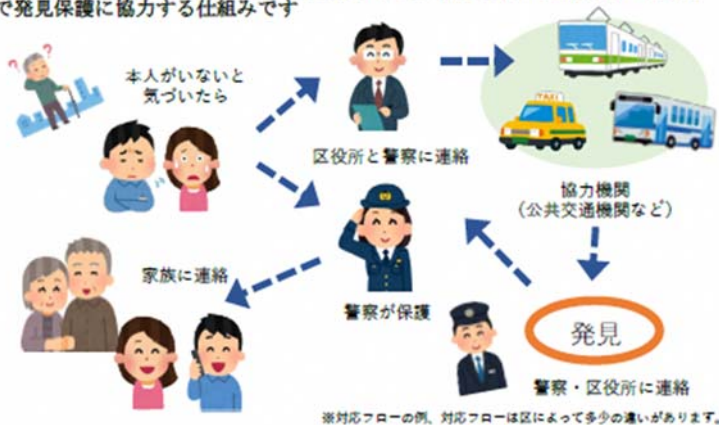 で発見保護に協力する仕組みです
本人がいないと
気づいたら
区役所と警察に連絡
TAXI
協力機関
（公共交通機関など）
家族に連絡
警察が保護
発見
警察・区役所に連絡
※対応フローの例、対応フローは区によって多少の違いがあります。